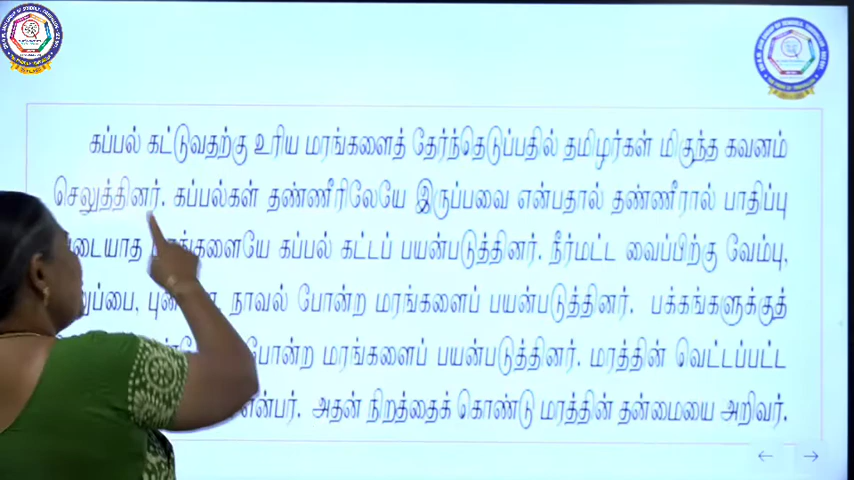 கப்பல் கட்டுவதற்கு உரிய மரங்களைத் தேர்ந்தெடுப்பதில் தமிழர்கள் மிகுந்த கவனம்
செலுத்தினர். கப்பல்கள் தண்ணீரிலேயே இருப்பவை என்பதால் தண்ணீரால் பாதிப்பு
மரங்களையே கப்பல் கட்டப் பயன்படுத்தினர். நீர்மட்ட வைப்பிற்கு வேம்பு,
நாவல் போன்ற மரங்களைப் பயன்படுத்தினர். பக்கங்களுக்குத்
போன்ற மரங்களைப் பயன்படுத்தினர். மரத்தின் வெட்டப்பட்ட
என்பர். அதன் நிறத்தைக் கொண்டு மரத்தின் தன்மையை அறிவர்.